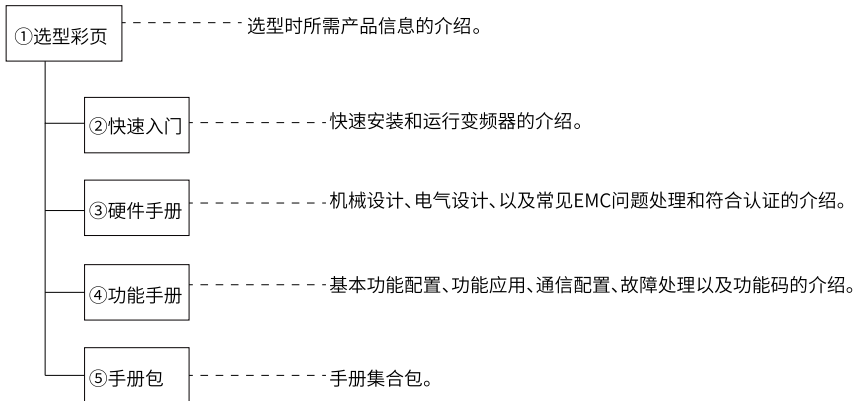 ①选型彩页
选型时所需产品信息的介绍。
②快速入门
快速安装和运行变频器的介绍。
③硬件手册
机械设计、电气设计、以及常见EMC问题处理和符合认证的介绍。
④功能手册
基本功能配置、功能应用、通信配置、故障处理以及功能码的介绍。
⑤手册包
手册集合包。